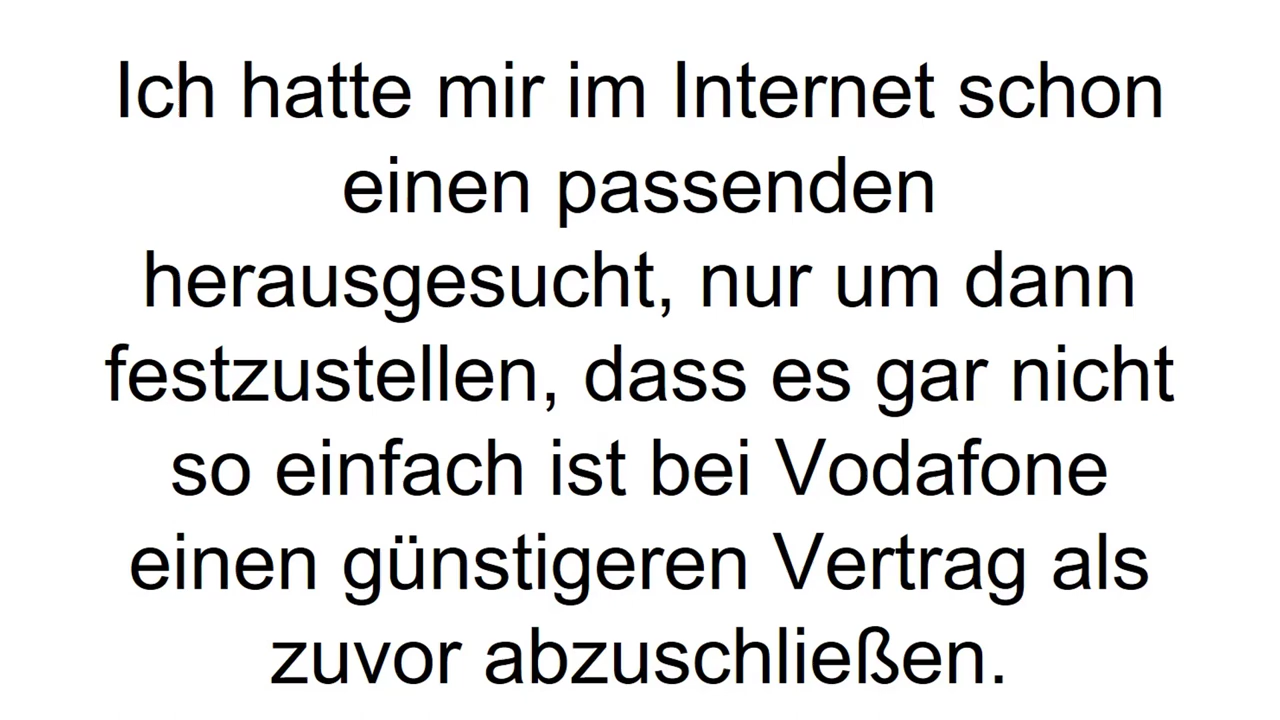 Ich hatte mir im Internet schon
einen passenden
herausgesucht, nur um dann
festzustellen, dass es gar nicht
so einfach ist bei Vodafone
einen günstigeren Vertrag als
zuvor abzuschließen.